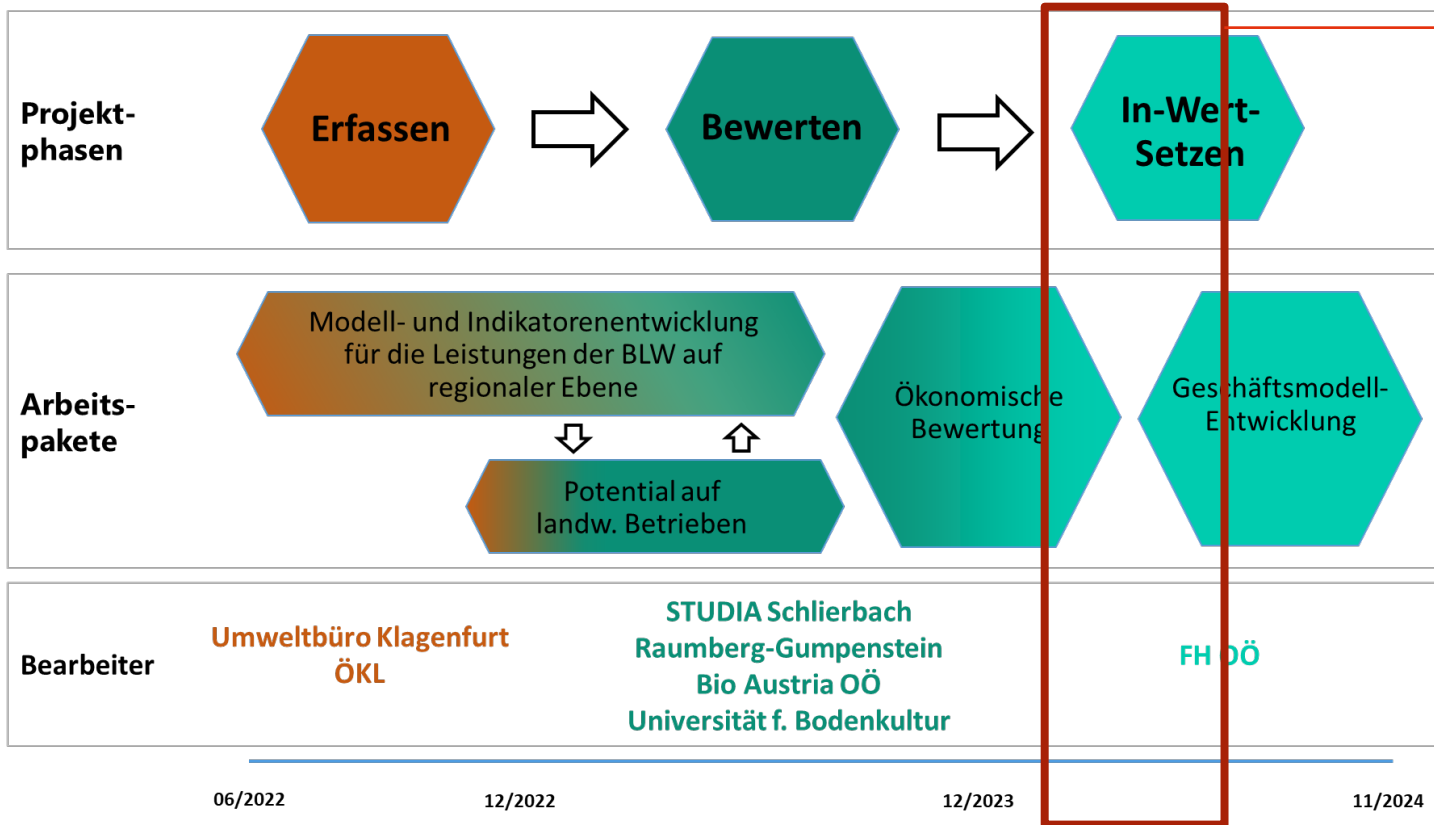 Projekt-
phasen
Erfassen
Bewerten
In-Wert-
Setzen
Arbeits-
pakete
Modell- und Indikatorenentwicklung
für die Leistungen der BLW auf
regionaler Ebene
Potential auf
landw. Betrieben
Ökonomische
Bewertung
Geschäftsmodell-
Entwicklung
Bearbeiter
Umweltbüro Klagenfurt
ÖKL
STUDIA Schlierbach
Raumberg-Gumpenstein
Bio Austria OÖ
Universität f. Bodenkultur
FH OÖ
06/2022
12/2022
12/2023
11/2024